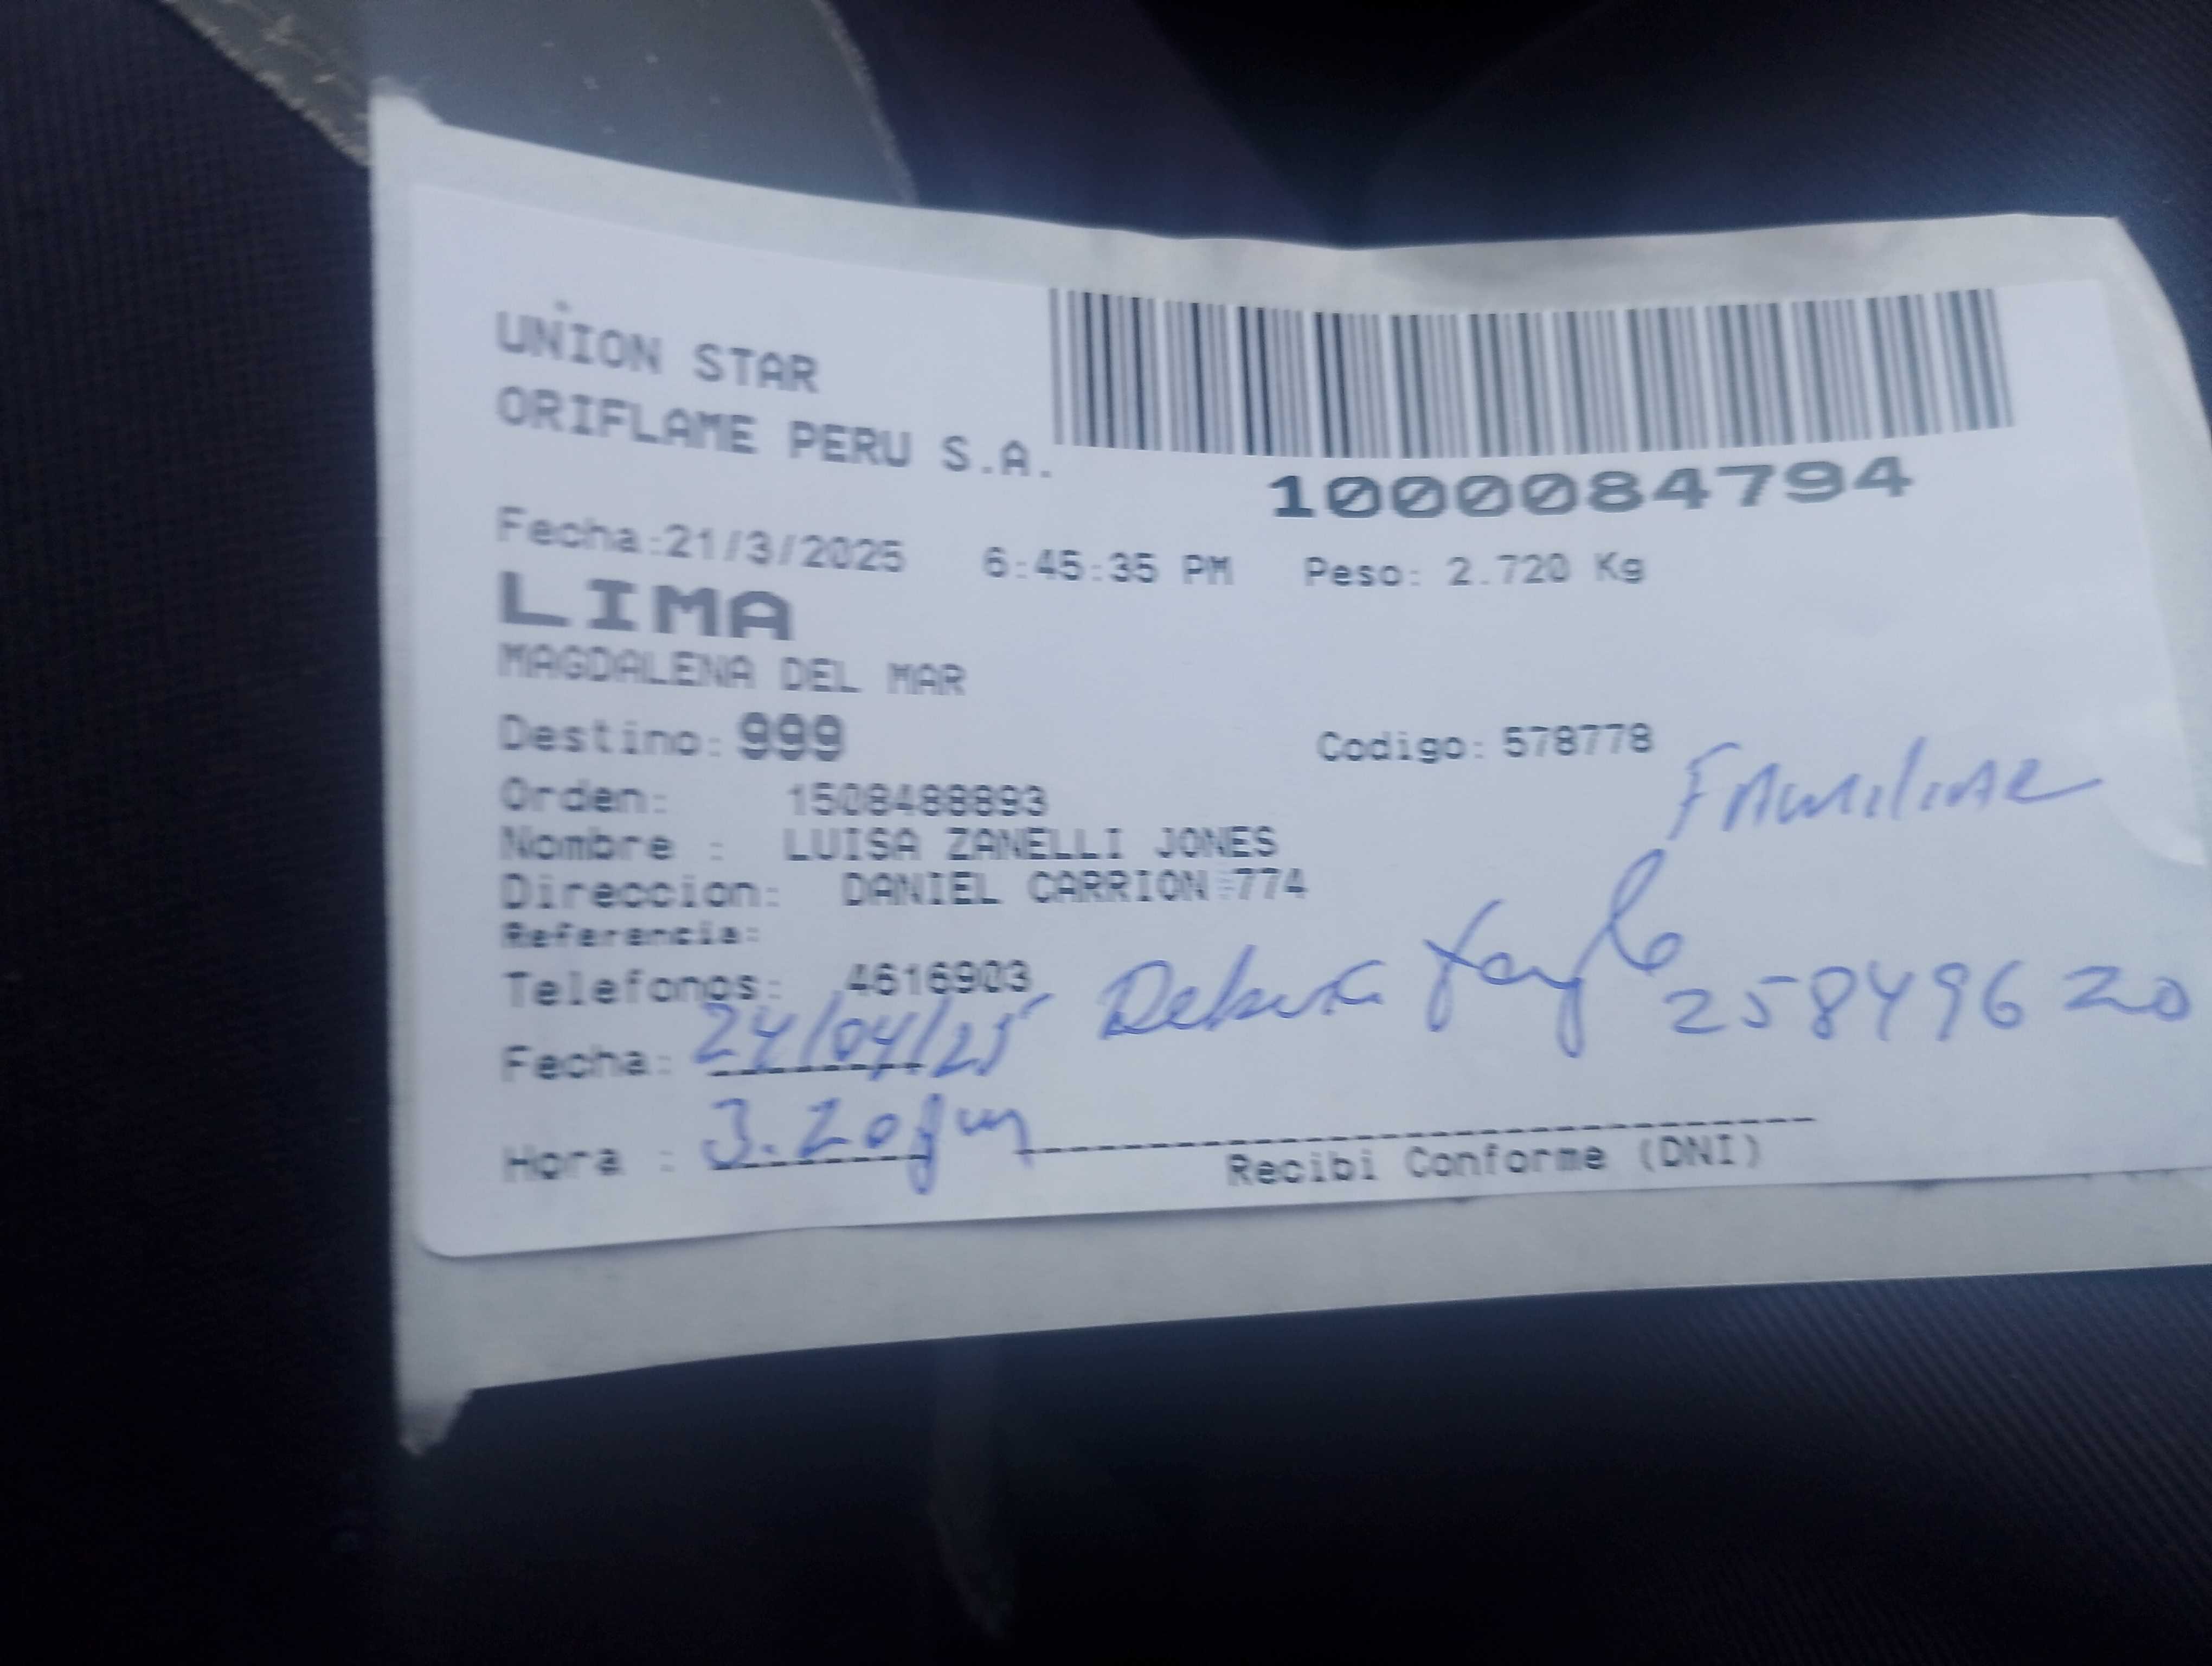 UNION STAR
ORIFLAME PERU S.A.
1000084794
Fecha:21/3/2025 6:45:35 PM Peso: 2.720 Kg
LIMA
MAGDALENA DEL MAR
Destino: 999 Codigo: 578778
Orden: 1508488893
FAMILIAR
Nombre : LUISA ZANELLI JONES
Direccion: DANIEL CARRION 774
Referencia:
Telefonos: 4616903
25849620
Fecha: 24/04/25
Hora : 3.20 pm
Recibi Conforme (DNI)